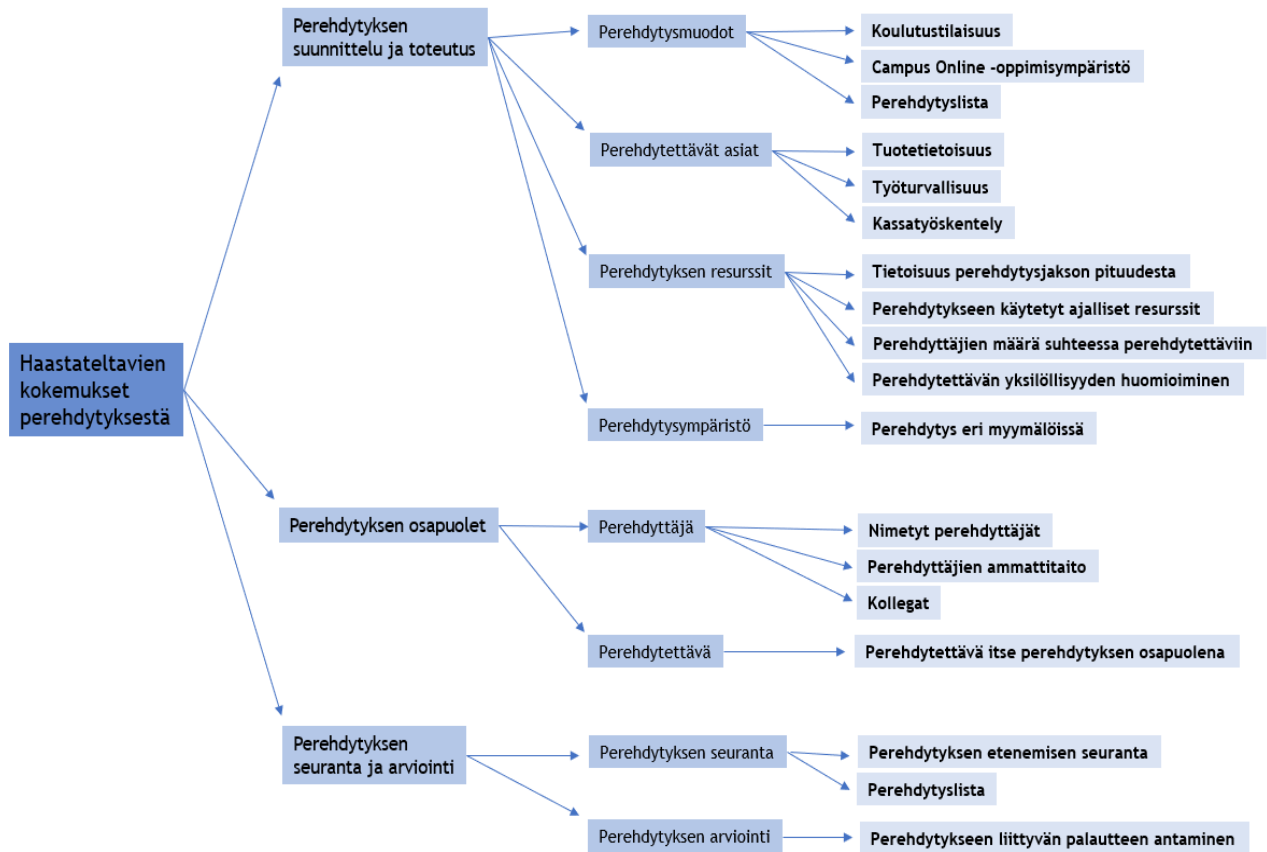 Perehdytyksen
suunnittelu ja toteutus
Perehdytysmuodot
Koulutustilaisuus
Campus Online -oppimisympäristö
Perehdytyslista
Perehdytettävät asiat
Tuotetietoisuus
Työturvallisuus
Kassatyöskentely
Perehdytyksen resurssit
Tietoisuus perehdytysjakson pituudesta
Perehdytykseen käytetyt ajalliset resurssit
Perehdyttäjien määrä suhteessa perehdytettäviin
Perehdytettävän yksilöllisyyden huomioiminen
Haastateltavien
kokemukset
perehdytyksestä
Perehdytysympäristö
Perehdytys eri myymälöissä
Perehdytyksen osapuolet
Perehdyttäjä
Nimetyt perehdyttäjät
Perehdyttäjien ammattitaito
Kollegat
Perehdytettävä
Perehdytettävä itse perehdytyksen osapuolena
Perehdytyksen
seuranta ja arviointi
Perehdytyksen seuranta
Perehdytyksen etenemisen seuranta
Perehdytyslista
Perehdytyksen arviointi
Perehdytykseen liittyvän palautteen antaminen